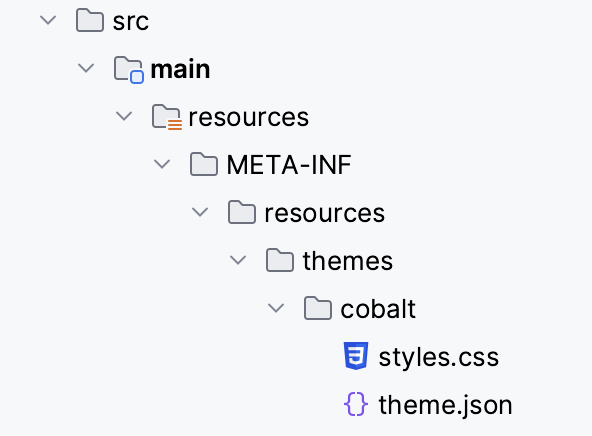 src
main
resources
META-INF
resources
themes
cobalt
styles.css
theme.json